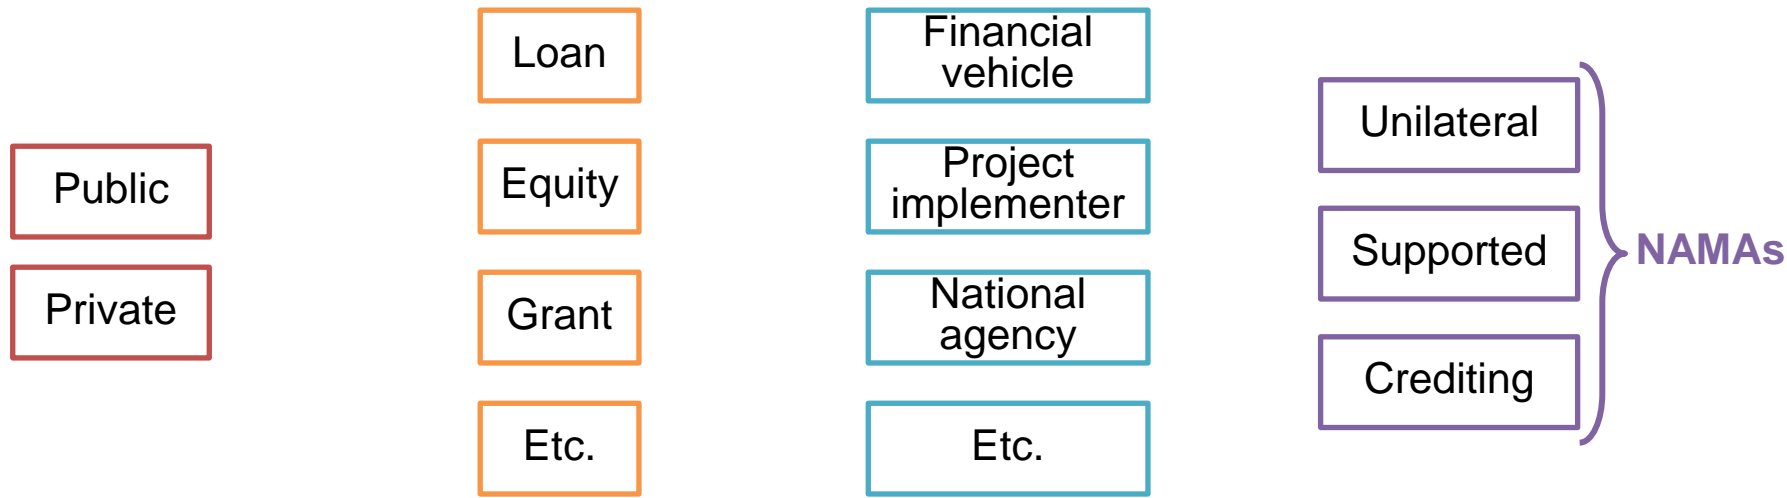 Public
Private
Loan
Equity
Grant
Etc.
Financial
vehicle
Project
implementer
National
agency
Etc.
Unilateral
Supported
Crediting
NAMAs